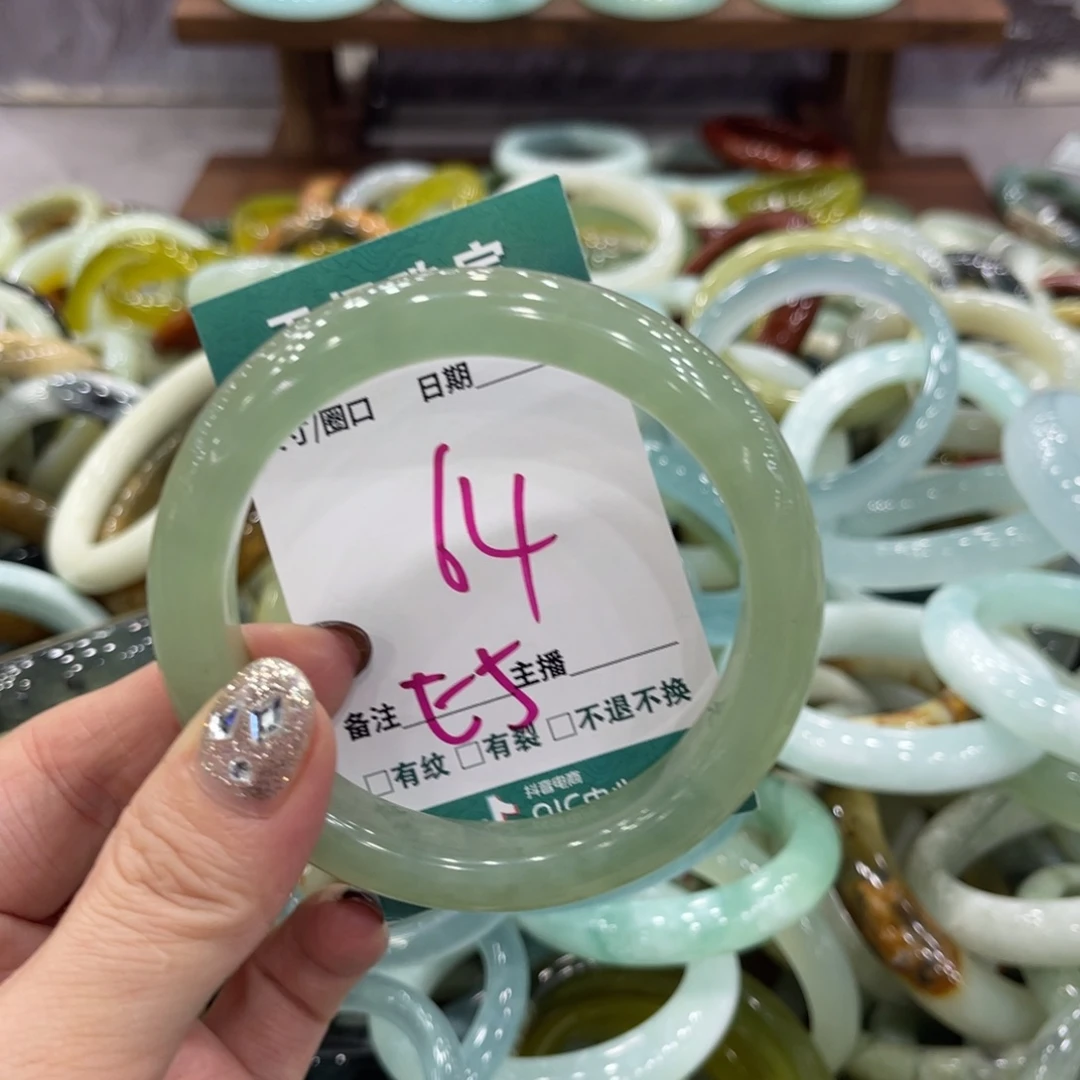 寸/圈口 日期
64
备注 主播
□有纹 □有裂 □不退不换
抖音电商